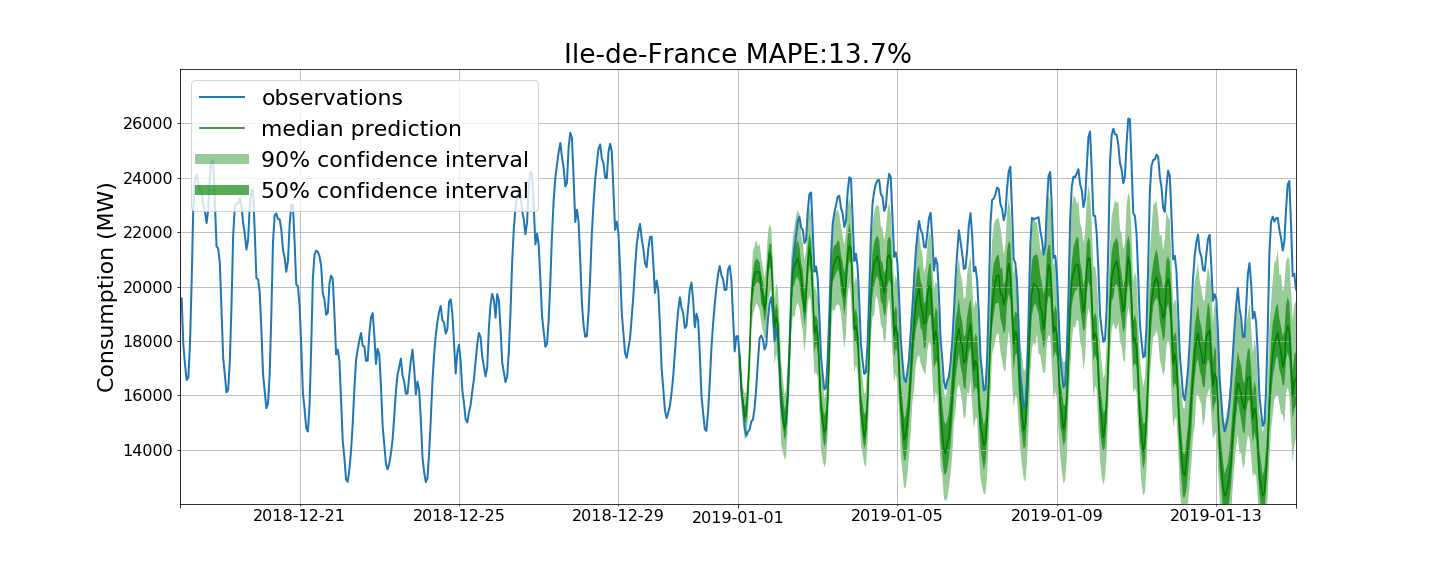 Ile-de-France MAPE:13.7%
observations
median prediction
90% confidence interval
50% confidence interval
Consumption (MW)
26000
24000
22000
20000
18000
16000
14000
2018-12-21
2018-12-25
2018-12-29
2019-01-01
2019-01-05
2019-01-09
2019-01-13